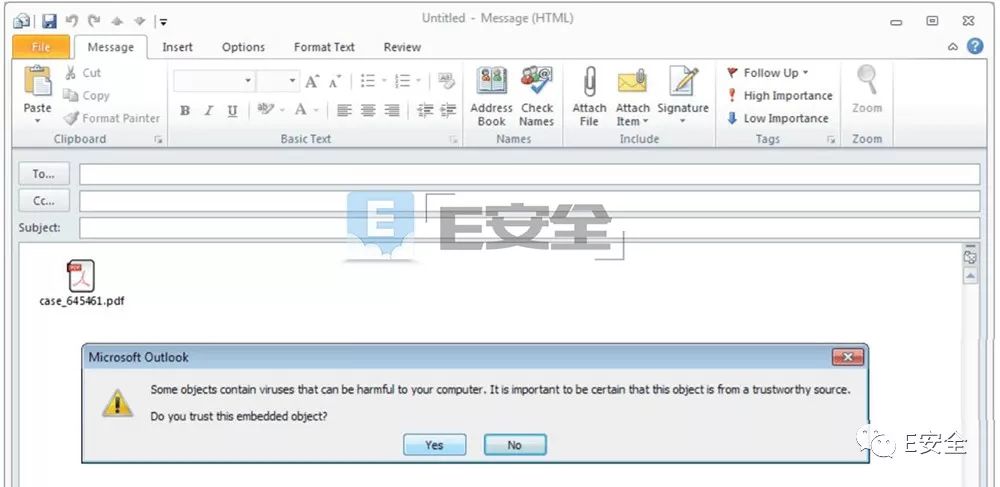 Untitled - Message (HTML)
File Message Insert Options Format Text Review
Paste
Cut
Copy
Format Painter
Clipboard
B I U
A
Basic Text
Address Book
Check Names
Names
Attach File
Attach Item
Signature
Include
Follow Up
High Importance
Low Importance
Tags
Zoom
Zoom
To...
Cc...
Subject:
E E安全
PDF
case_645461.pdf
Microsoft Outlook
Some objects contain viruses that can be harmful to your computer. It is important to be certain that this object is from a trustworthy source.
Do you trust this embedded object?
Yes No
E安全